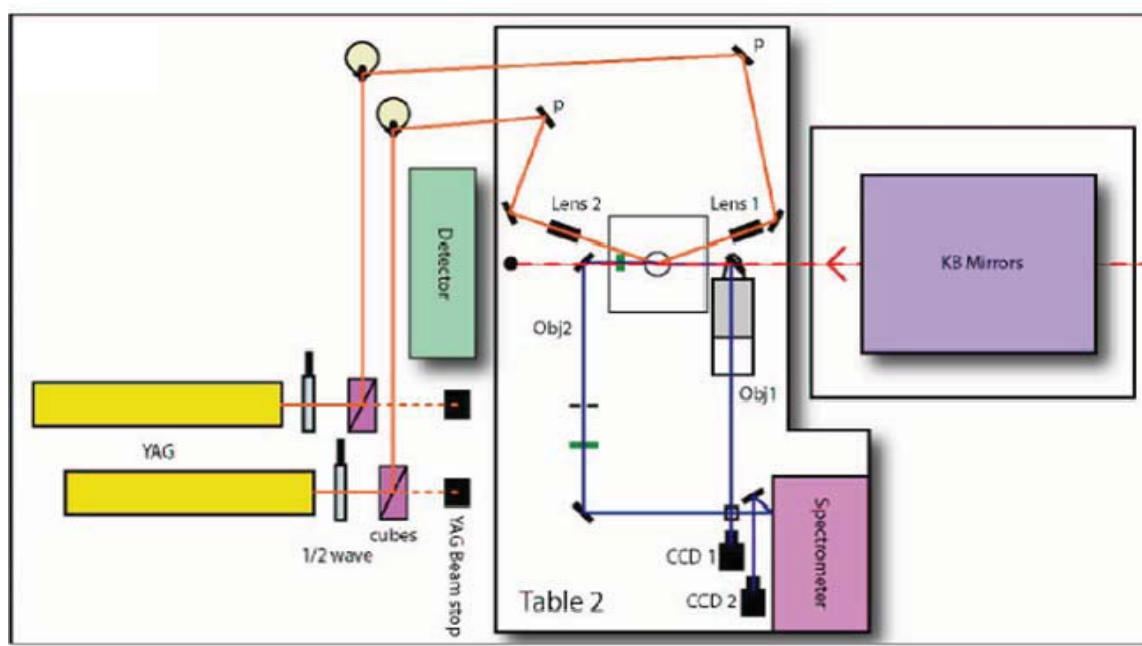 p
p
Lens 2
Lens 1
Detector
KB Mirrors
Obj2
Obj1
YAG
cubes
1/2 wave
YAG Beam stop
CCD 1
CCD 2
Spectrometer
Table 2